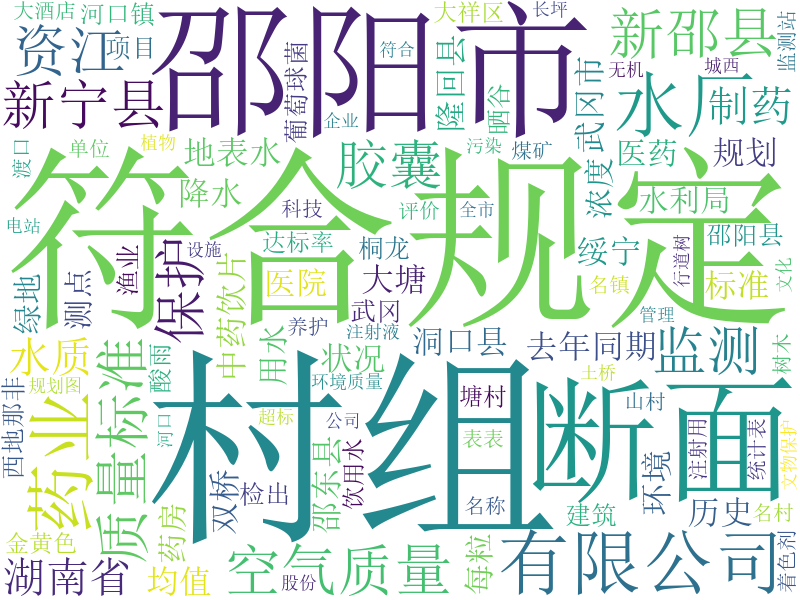 大酒店
河口镇
邵阳市
大祥区
长坪
监测站
资江
项目
新邵县
符合
无机
城西
新宁县
葡萄球菌
企业
隆回县
晒谷
武冈市
水厂
制药
渡口
植物
单位
地表水
胶囊
污染
煤矿
医药
规划
符合规定
降水
浓度
水利局
电站
科技
评价
全市
设施
达标率
桐龙
绥宁
邵阳县
行道树
绿地
测点
渔业
保护
医院
大塘
名镇
标准
文化
中药饮片
养护
武冈
管理
水质
酸雨
用水
注射液
状况
洞口县
去年同期
监测
树木
规划图
环境质量
土桥
西地那非
药业
质量标准
村组
断面
塘村
山村
河口
超标
公司
表表
注射用
统计表
文物保护
双桥
检出
邵东县
饮用水
名称
环境
金黄色
药房
建筑
历史
名村
湖南省
均值
空气质量
股份
每粒
有限公司
着色剂